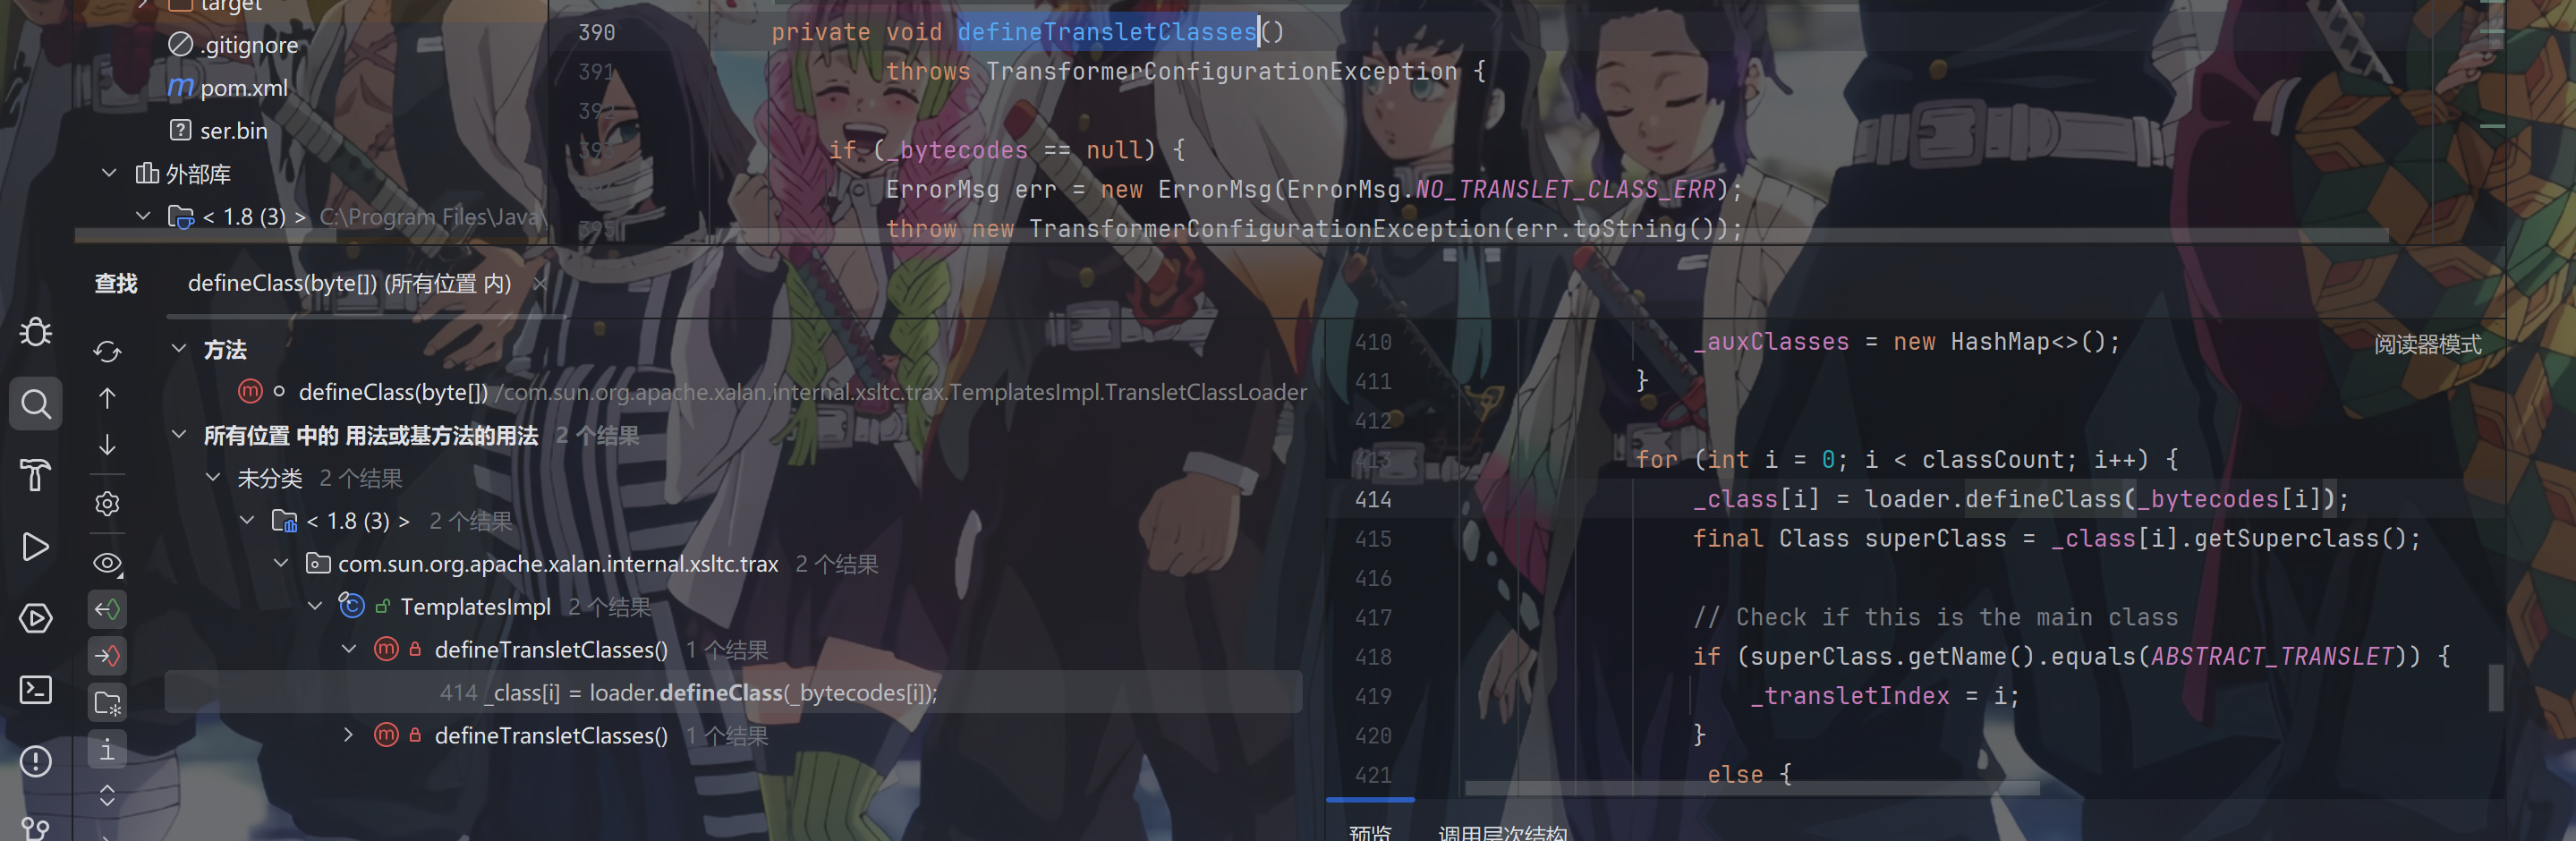 target
.gitignore
pom.xml
ser.bin
外部库
< 1.8 (3) > C:\Program Files\Java\
390 private void defineTransletClasses()
391 throws TransformerConfigurationException {
392
393 if (_bytecodes == null) {
ErrorMsg err = new ErrorMsg(ErrorMsg.NO_TRANSLET_CLASS_ERR);
395 throw new TransformerConfigurationException(err.toString());
查找 defineClass(byte[]) (所有位置 内)
方法
defineClass(byte[]) /com.sun.org.apache.xalan.internal.xsltc.trax.TemplatesImpl.TransletClassLoader
所有位置 中的 用法或基方法的用法 2 个结果
未分类 2 个结果
< 1.8 (3) > 2 个结果
com.sun.org.apache.xalan.internal.xsltc.trax 2 个结果
TemplatesImpl 2 个结果
defineTransletClasses() 1 个结果
414 _class[i] = loader.defineClass(_bytecodes[i]);
defineTransletClasses() 1 个结果
410 _auxClasses = new HashMap<>();
阅读器模式
411 }
412
413 for (int i = 0; i < classCount; i++) {
414 _class[i] = loader.defineClass(_bytecodes[i]);
415 final Class superClass = _class[i].getSuperclass();
416
417 // Check if this is the main class
418 if (superClass.getName().equals(ABSTRACT_TRANSLET)) {
419 _transletIndex = i;
420 }
421 else {
预览 调用层次结构